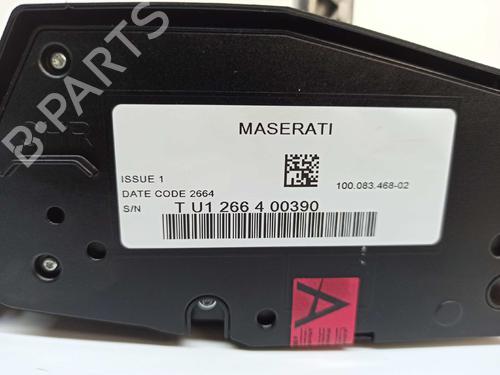 MASERATI
ISSUE 1
DATE CODE 2664
100.083.468-02
S/N T U1 266 4 00390
A
B-PARTS